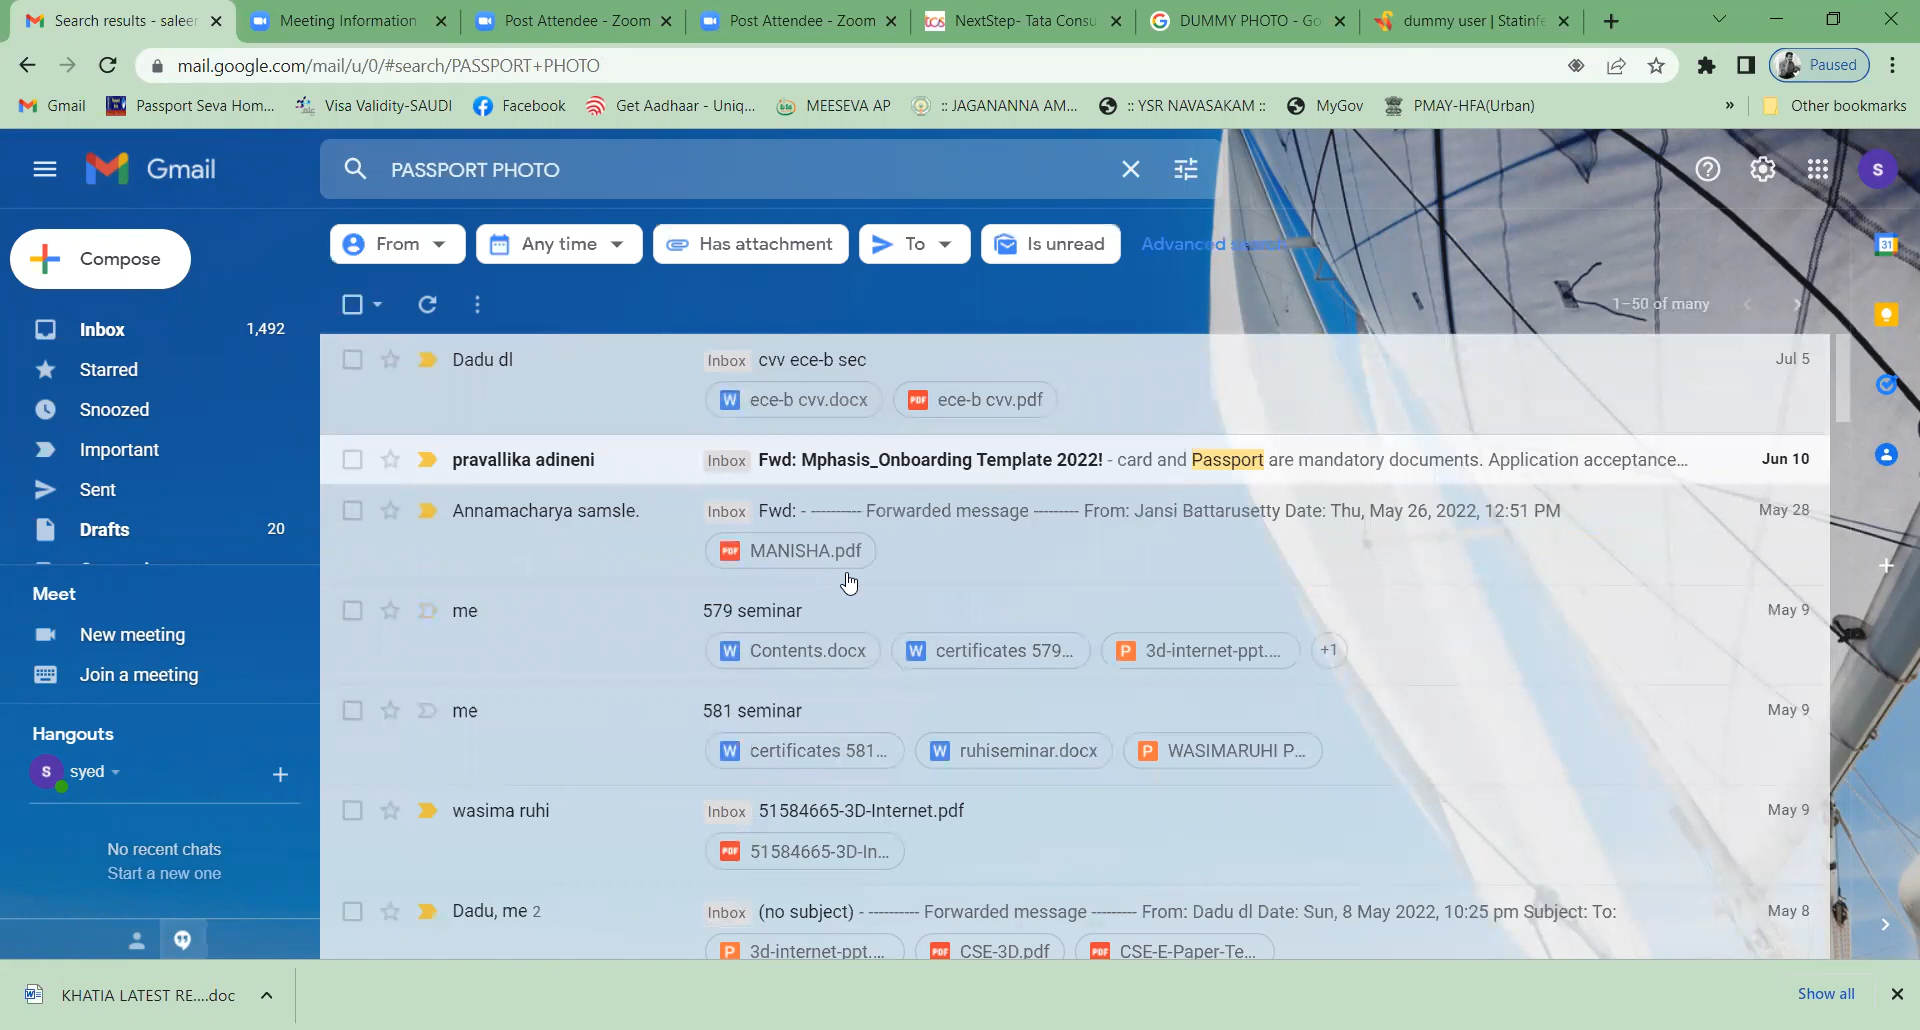 Search results - saleer
Meeting Information
Post Attendee - Zoom
Post Attendee - Zoom
tcs
NextStep- Tata Consu
DUMMY PHOTO - Go
dummy user | Statinfe
mail.google.com/mail/u/0/#search/PASSPORT+PHOTO
Paused
Gmail
Passport Seva Hom...
Visa Validity-SAUDI
Facebook
Get Aadhaar - Uniq...
MEESEVA AP
:: JAGANANNA AM...
:: YSR NAVASAKAM ::
MyGov
PMAY-HFA(Urban)
»
Other bookmarks
Gmail
PASSPORT PHOTO
S
From
Any time
Has attachment
To
Is unread
Advanced search
Compose
1–50 of many
Inbox 1,492
Starred
Snoozed
Important
Sent
Drafts 20
Meet
New meeting
Join a meeting
Hangouts
S syed
No recent chats
Start a new one
31
Dadu dl Inbox cvv ece-b sec Jul 5
W ece-b cvv.docx PDF ece-b cvv.pdf
pravallika adineni Inbox Fwd: Mphasis_Onboarding Template 2022! - card and Passport are mandatory documents. Application acceptance... Jun 10
Annamacharya samsle. Inbox Fwd: - ---------- Forwarded message --------- From: Jansi Battarusetty Date: Thu, May 26, 2022, 12:51 PM May 28
PDF MANISHA.pdf
me 579 seminar May 9
W Contents.docx W certificates 579... P 3d-internet-ppt.... +1
me 581 seminar May 9
W certificates 581... W ruhiseminar.docx P WASIMARUHI P...
wasima ruhi Inbox 51584665-3D-Internet.pdf May 9
PDF 51584665-3D-In...
Dadu, me 2 Inbox (no subject) - ---------- Forwarded message --------- From: Dadu dl Date: Sun, 8 May 2022, 10:25 pm Subject: To: May 8
P 3d-internet-ppt.... PDF CSE-3D.pdf PDF CSE-E-Paper-Te...
KHATIA LATEST RE....doc
Show all